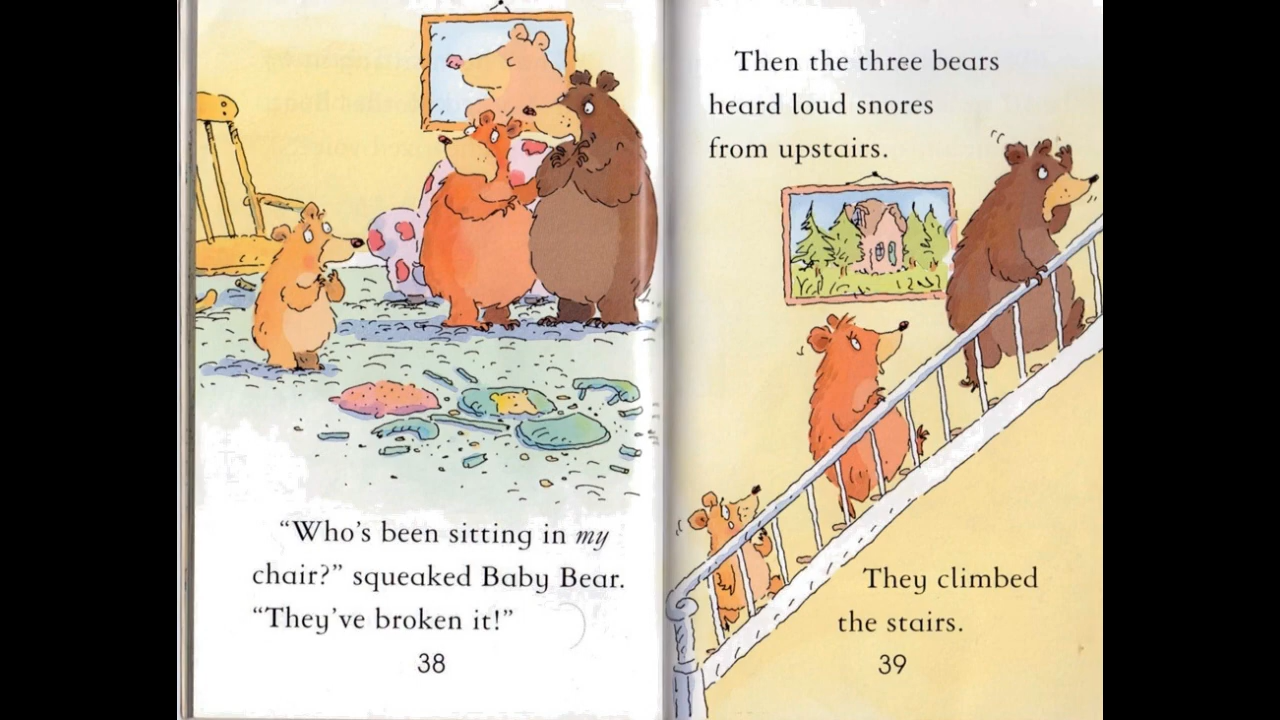 “Who’s been sitting in my
chair?” squeaked Baby Bear.
“They’ve broken it!”
38
Then the three bears
heard loud snores
from upstairs.
They climbed
the stairs.
39